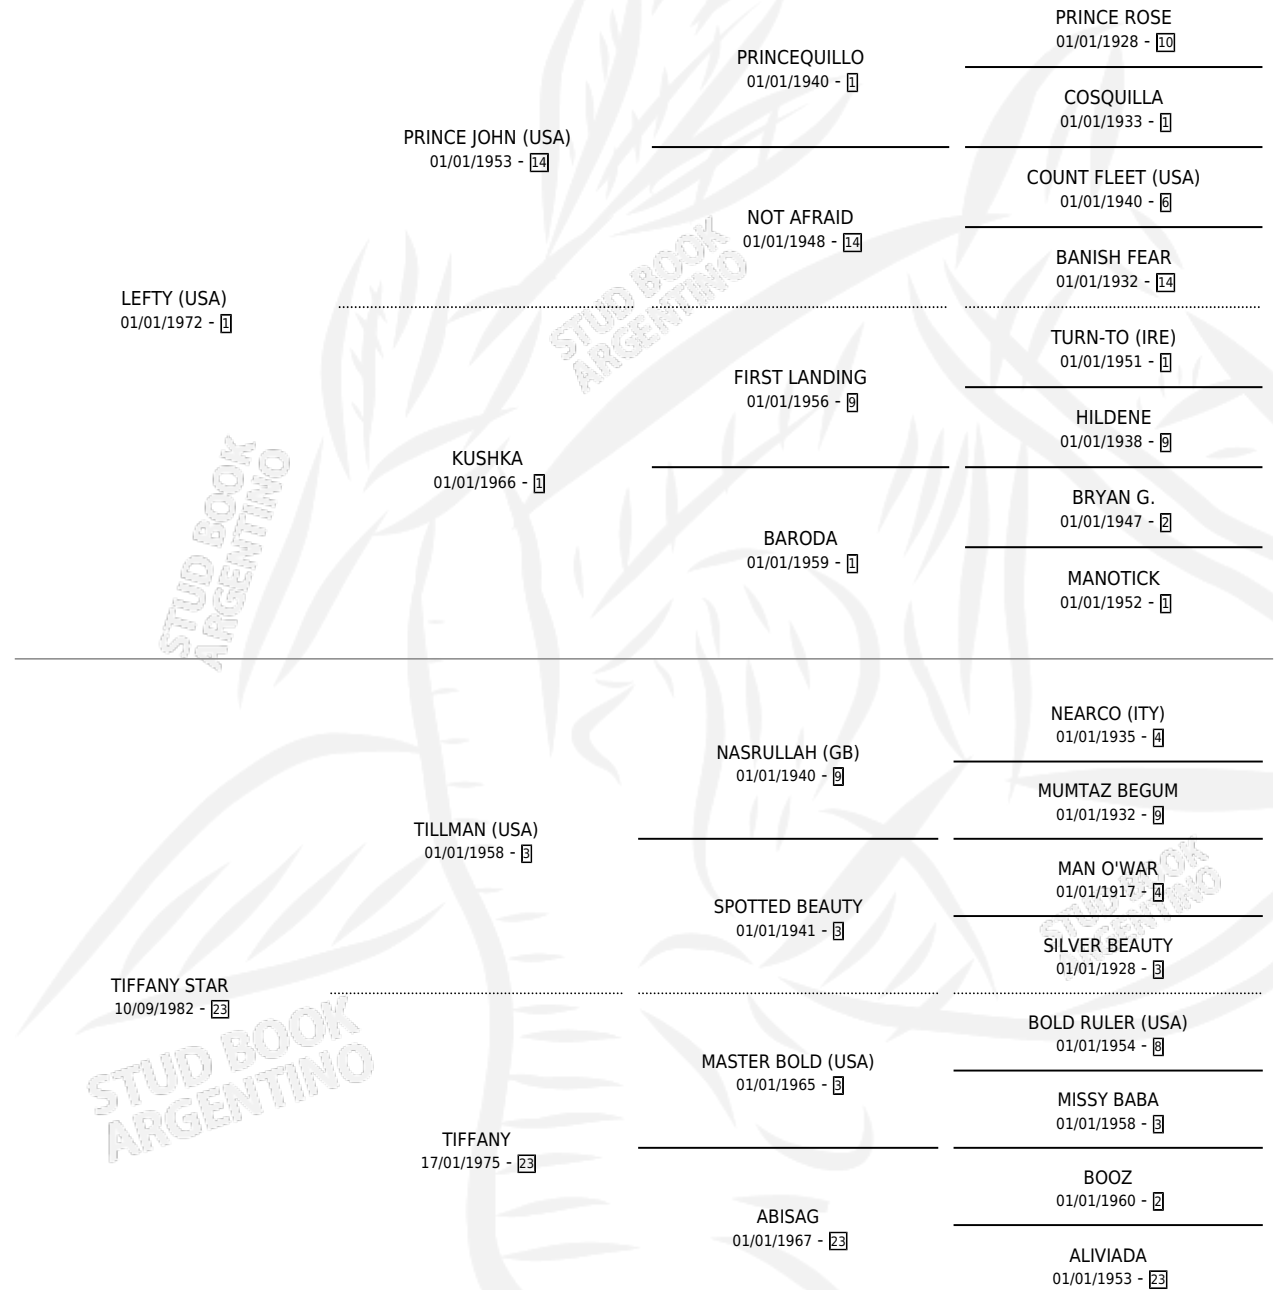 PRINCE ROSE
01/01/1928 - 10
PRINCEQUILLO
01/01/1940 - 1
COSQUILLA
01/01/1933 - 1
PRINCE JOHN (USA)
01/01/1953 - 14
COUNT FLEET (USA)
01/01/1940 - 6
NOT AFRAID
01/01/1948 - 14
BANISH FEAR
01/01/1932 - 14
LEFTY (USA)
01/01/1972 - 1
TURN-TO (IRE)
01/01/1951 - 1
FIRST LANDING
01/01/1956 - 9
HILDENE
01/01/1938 - 9
KUSHKA
01/01/1966 - 1
BRYAN G.
01/01/1947 - 2
BARODA
01/01/1959 - 1
MANOTICK
01/01/1952 - 1
STUD BOOK
ARGENTINO
STUD BOOK
ARGENTINO
NEARCO (ITY)
01/01/1935 - 4
NASRULLAH (GB)
01/01/1940 - 9
MUMTAZ BEGUM
01/01/1932 - 9
TILLMAN (USA)
01/01/1958 - 3
MAN O'WAR
01/01/1917 - 4
SPOTTED BEAUTY
01/01/1941 - 3
SILVER BEAUTY
01/01/1928 - 3
TIFFANY STAR
10/09/1982 - 23
BOLD RULER (USA)
01/01/1954 - 8
MASTER BOLD (USA)
01/01/1965 - 3
MISSY BABA
01/01/1958 - 3
TIFFANY
17/01/1975 - 23
BOOZ
01/01/1960 - 2
ABISAG
01/01/1967 - 23
ALIVIADA
01/01/1953 - 23
STUD BOOK
ARGENTINO
STUD BOOK
ARGENTINO